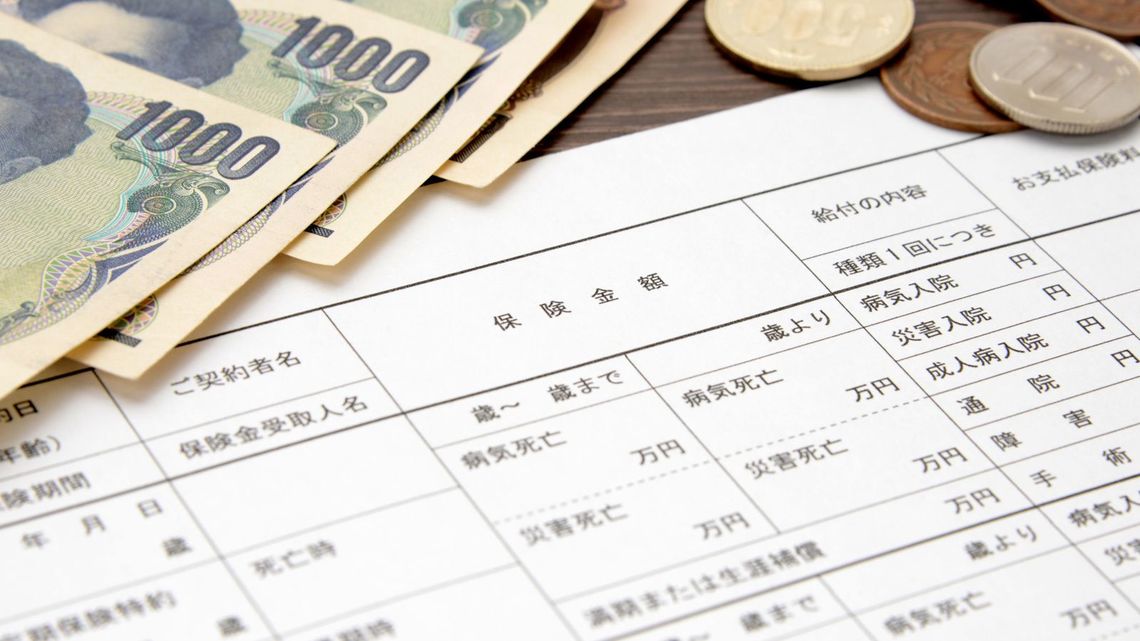 1000
1000
500
100
お支払保険料
給付の内容
種類1回につき
保険金額
病気入院 円
災害入院 円
成人病入院 円
通院 円
障害
手術
歳より
歳~ 歳まで
病気死亡 万円
災害死亡 万円
病気死亡 万円
災害死亡 万円
万円
ご契約者名
保険金受取人名
約日
年齢)
険期間
年 月 日
歳
死亡時
満期または生涯補償
歳より
歳まで
病気死亡 万円
病気入
災害
期保険特約
歳